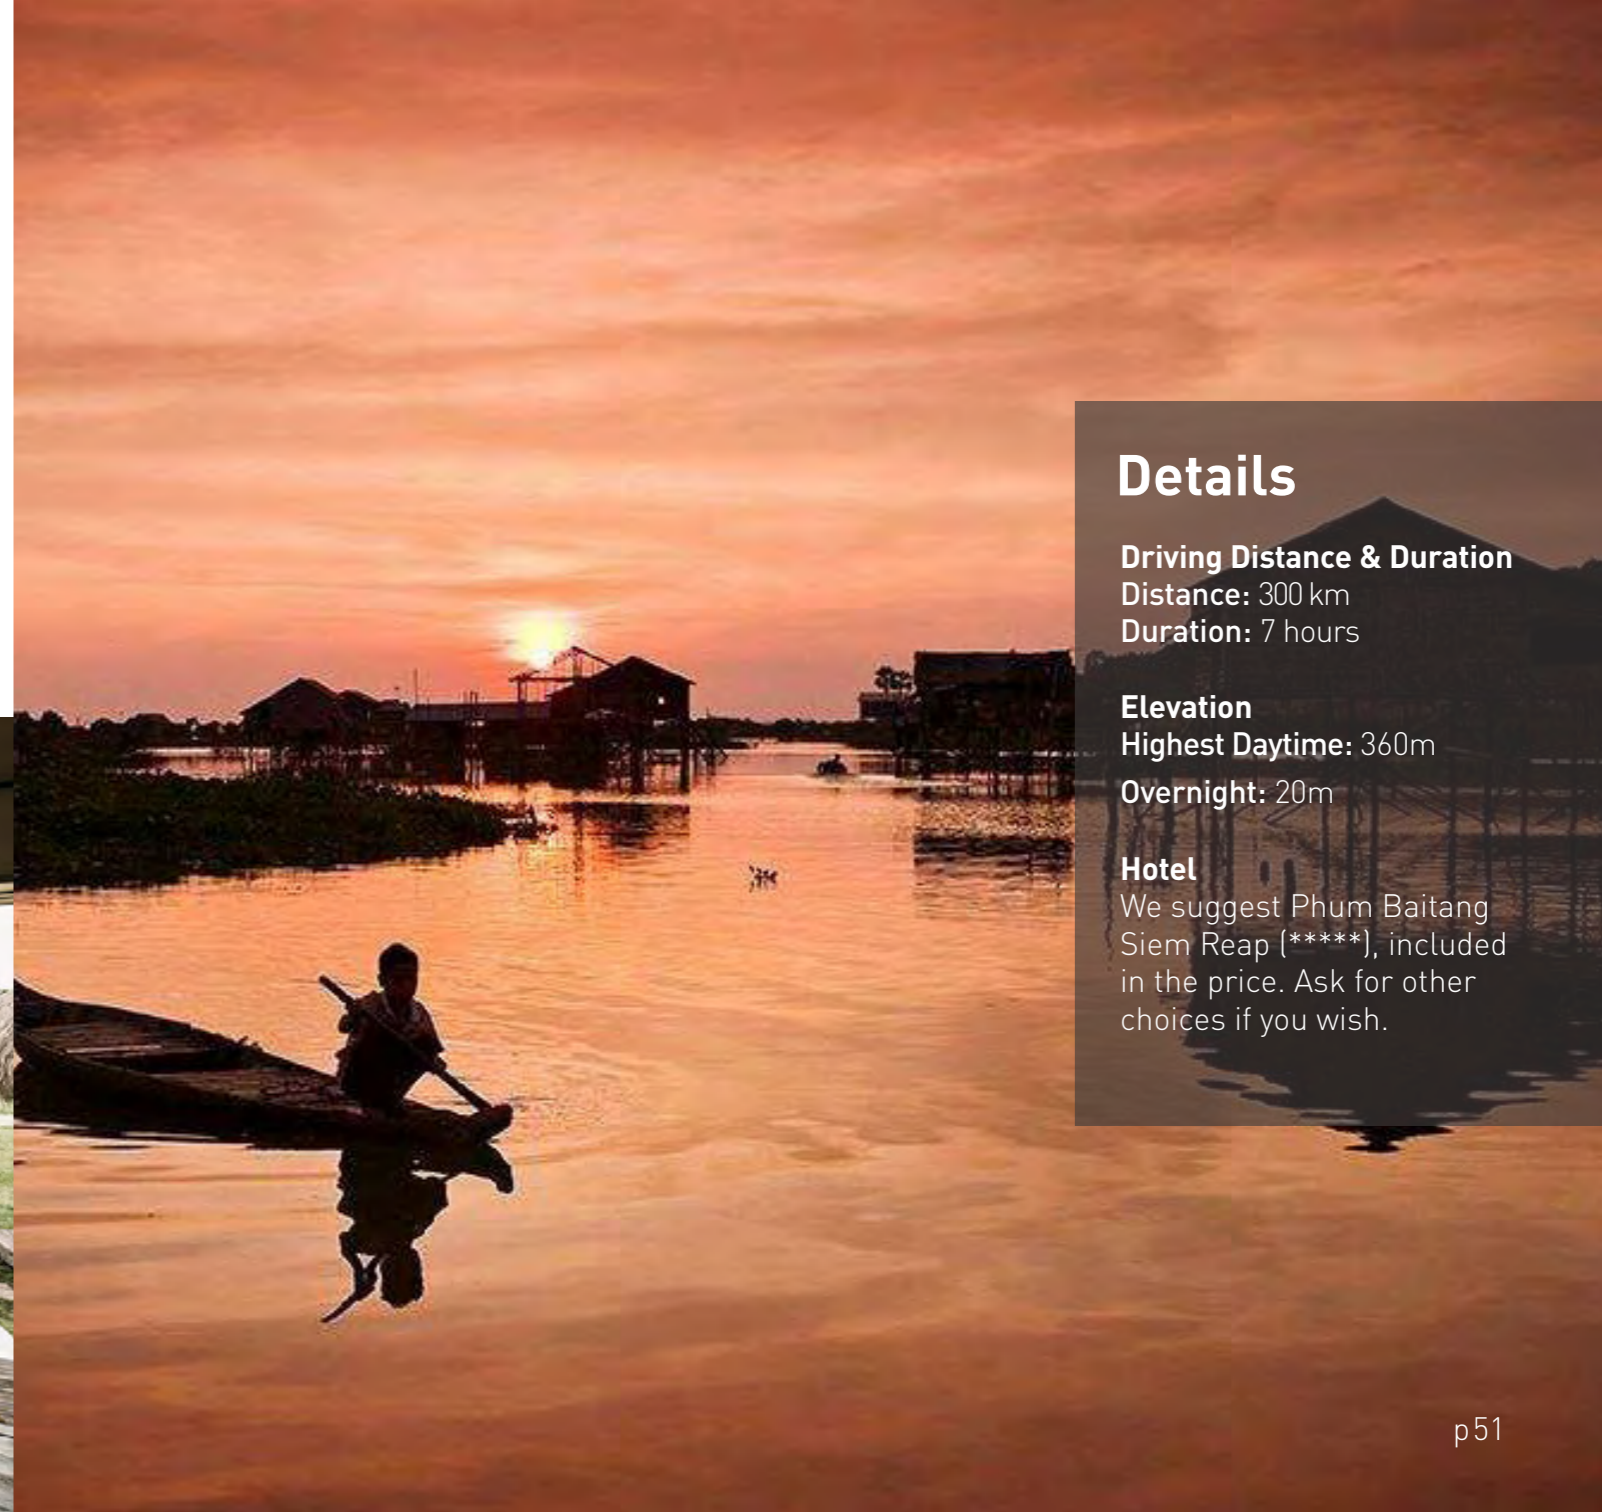 Details
Driving Distance & Duration
Distance: 300 km
Duration: 7 hours
Elevation
Highest Daytime: 360m
Overnight: 20m
Hotel
We suggest Phum Baitang
Siem Reap (*****), included
in the price. Ask for other
choices if you wish.
p51